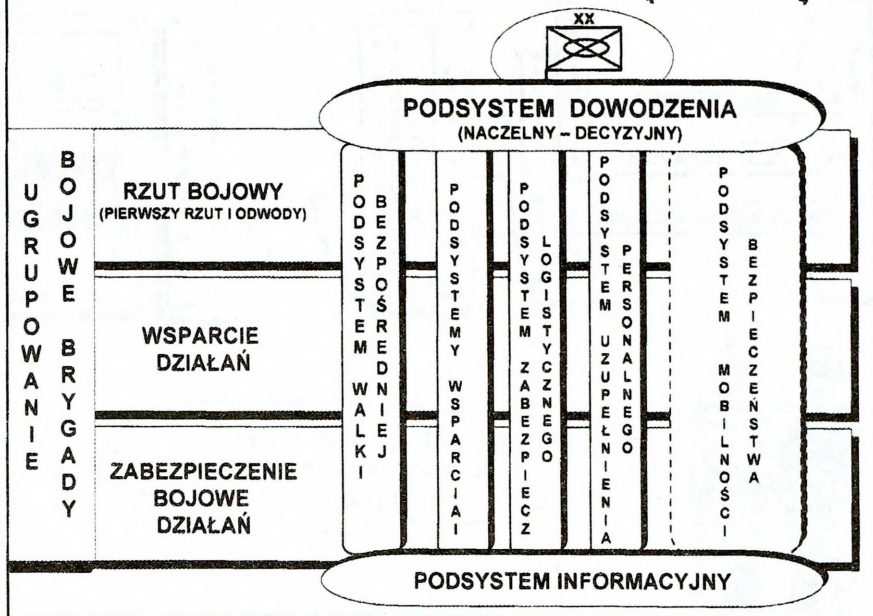 XX
PODSYSTEM DOWODZENIA
(NACZELNY – DECYZYJNY)
UGRUPOWANIE
BOJOWE BRYGADY
RZUT BOJOWY
(PIERWSZY RZUT I ODWODY)
WSPARCIE
DZIAŁAŃ
ZABEZPIECZENIE
BOJOWE
DZIAŁAŃ
PODSYSTEM WALKI
BEZPOŚREDNIEJ
PODSYSTEMY WSPARCIAI
PODSYSTEM ZABEZPIECZ
LOGISTYCZNEGO
PODSYSTEM UZUPEŁNIENIA
PERSONALNEGO
PODSYSTEM MOBILNOŚCI
BEZPIECZEŃSTWA
PODSYSTEM INFORMACYJNY